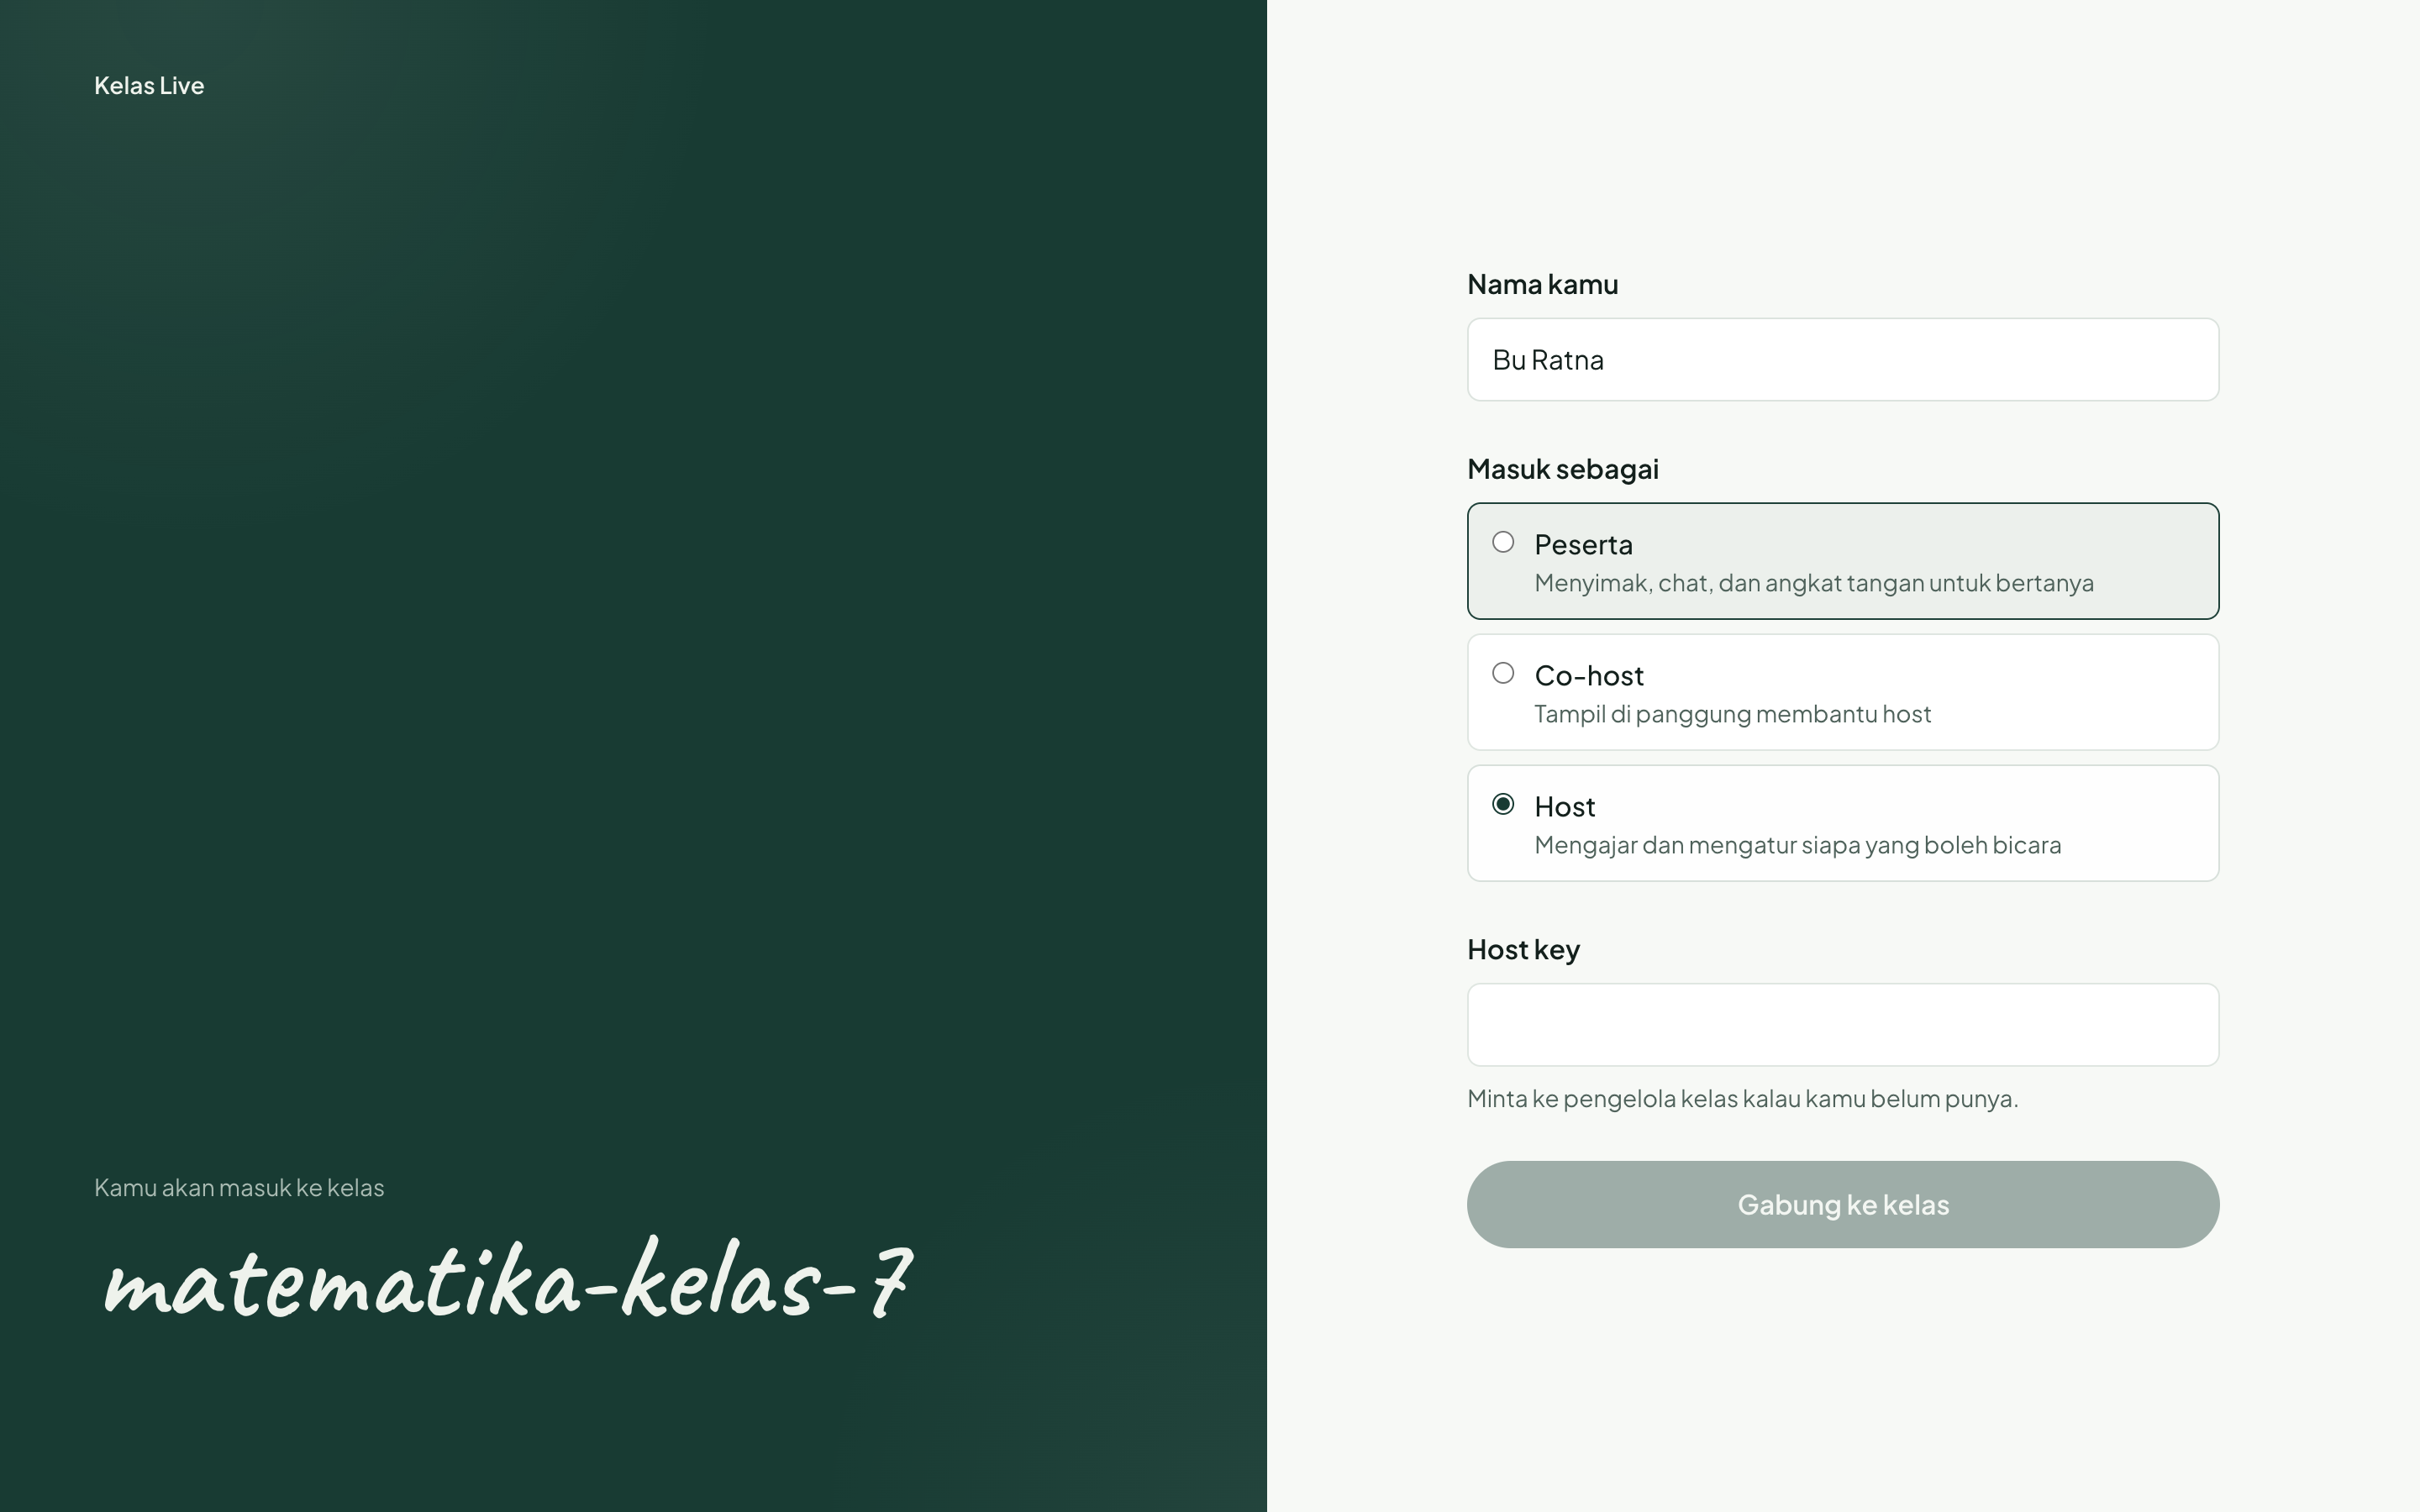 Kelas Live
Kamu akan masuk ke kelas
matematika-kelas-7
Nama kamu
Bu Ratna
Masuk sebagai
Peserta
Menyimak, chat, dan angkat tangan untuk bertanya
Co-host
Tampil di panggung membantu host
Host
Mengajar dan mengatur siapa yang boleh bicara
Host key
Minta ke pengelola kelas kalau kamu belum punya.
Gabung ke kelas